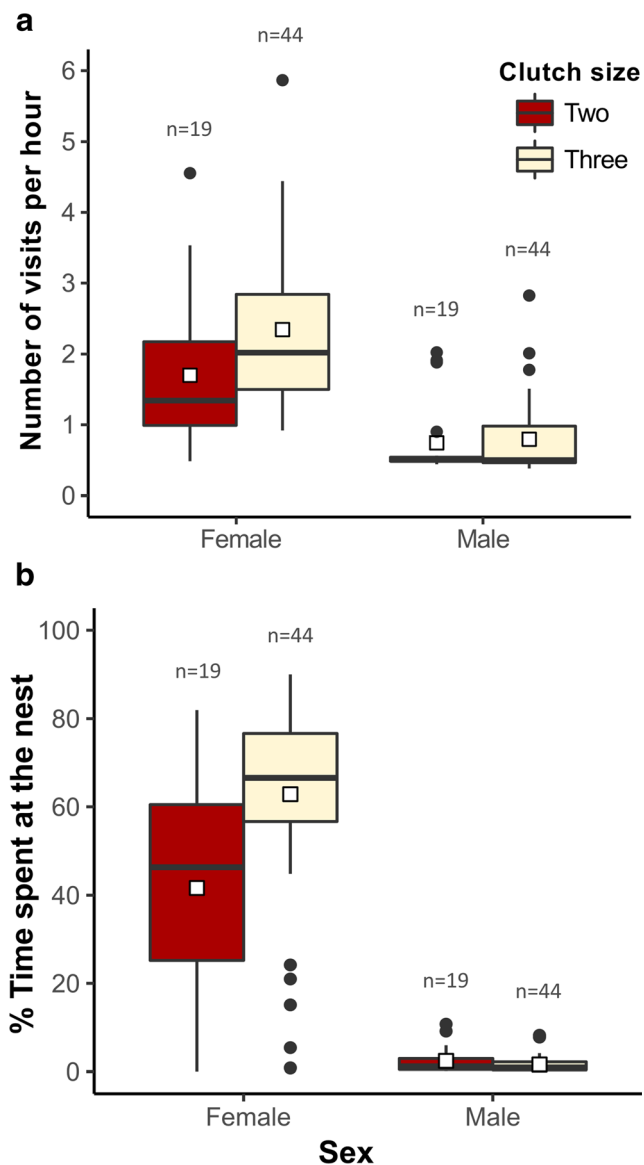 a
n=44
Clutch size
Two
Three
n=19
n=44
n=19
Number of visits per hour
6
5
4
3
2
1
0
Female
Male
b
n=44
n=19
n=19
n=44
% Time spent at the nest
100
80
60
40
20
0
Female
Male
Sex